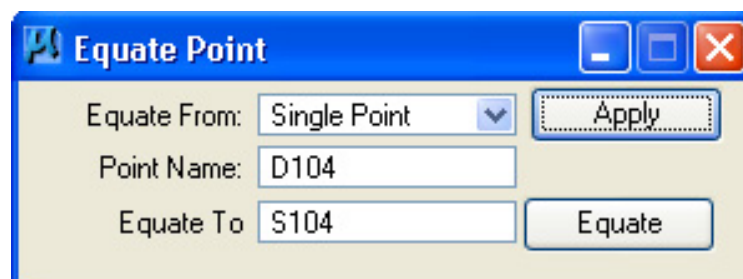 Equate Point
Equate From: Single Point Apply
Point Name: D104
Equate To S104 Equate